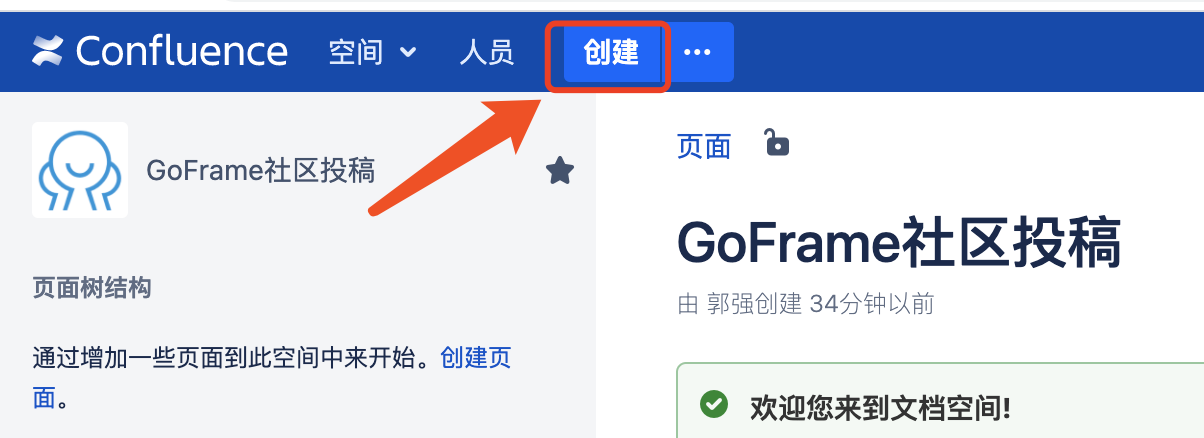 Confluence 空间 人员 创建 ···
GoFrame社区投稿
页面树结构
通过增加一些页面到此空间中来开始。创建页
面。
页面
GoFrame社区投稿
由 郭强创建 34分钟以前
欢迎您来到文档空间!